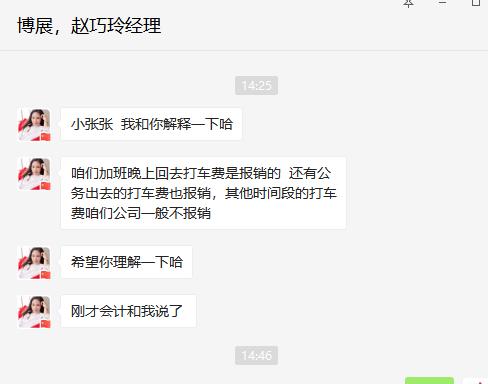 博展，赵巧玲经理
14:25
小张张 我和你解释一下哈
咱们加班晚上回去打车费是报销的 还有公
务出去的打车费也报销，其他时间段的打车
费咱们公司一般不报销
希望你理解一下哈
刚才会计和我说了
14:46